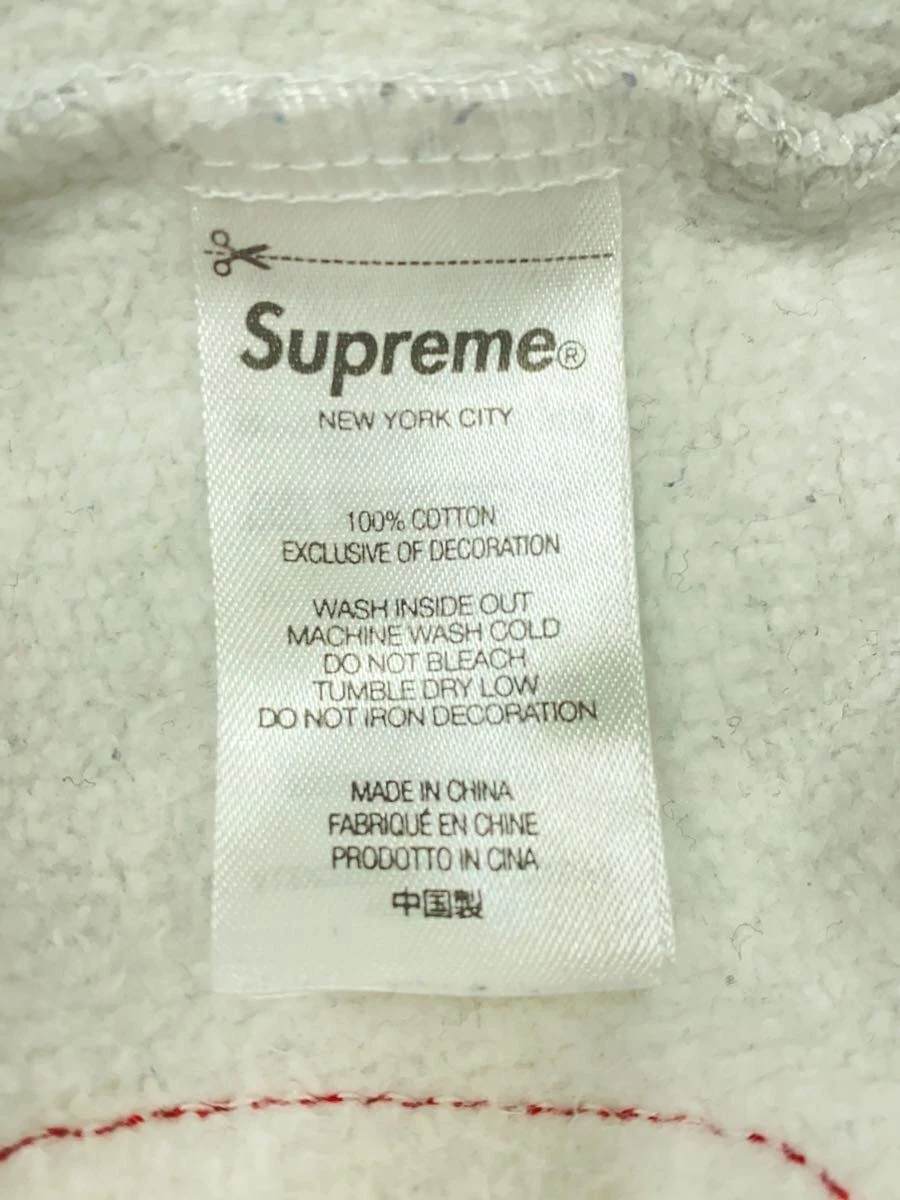 Supreme®
NEW YORK CITY
100% COTTON
EXCLUSIVE OF DECORATION
WASH INSIDE OUT
MACHINE WASH COLD
DO NOT BLEACH
TUMBLE DRY LOW
DO NOT IRON DECORATION
MADE IN CHINA
FABRIQUÉ EN CHINE
PRODOTTO IN CINA
中国製